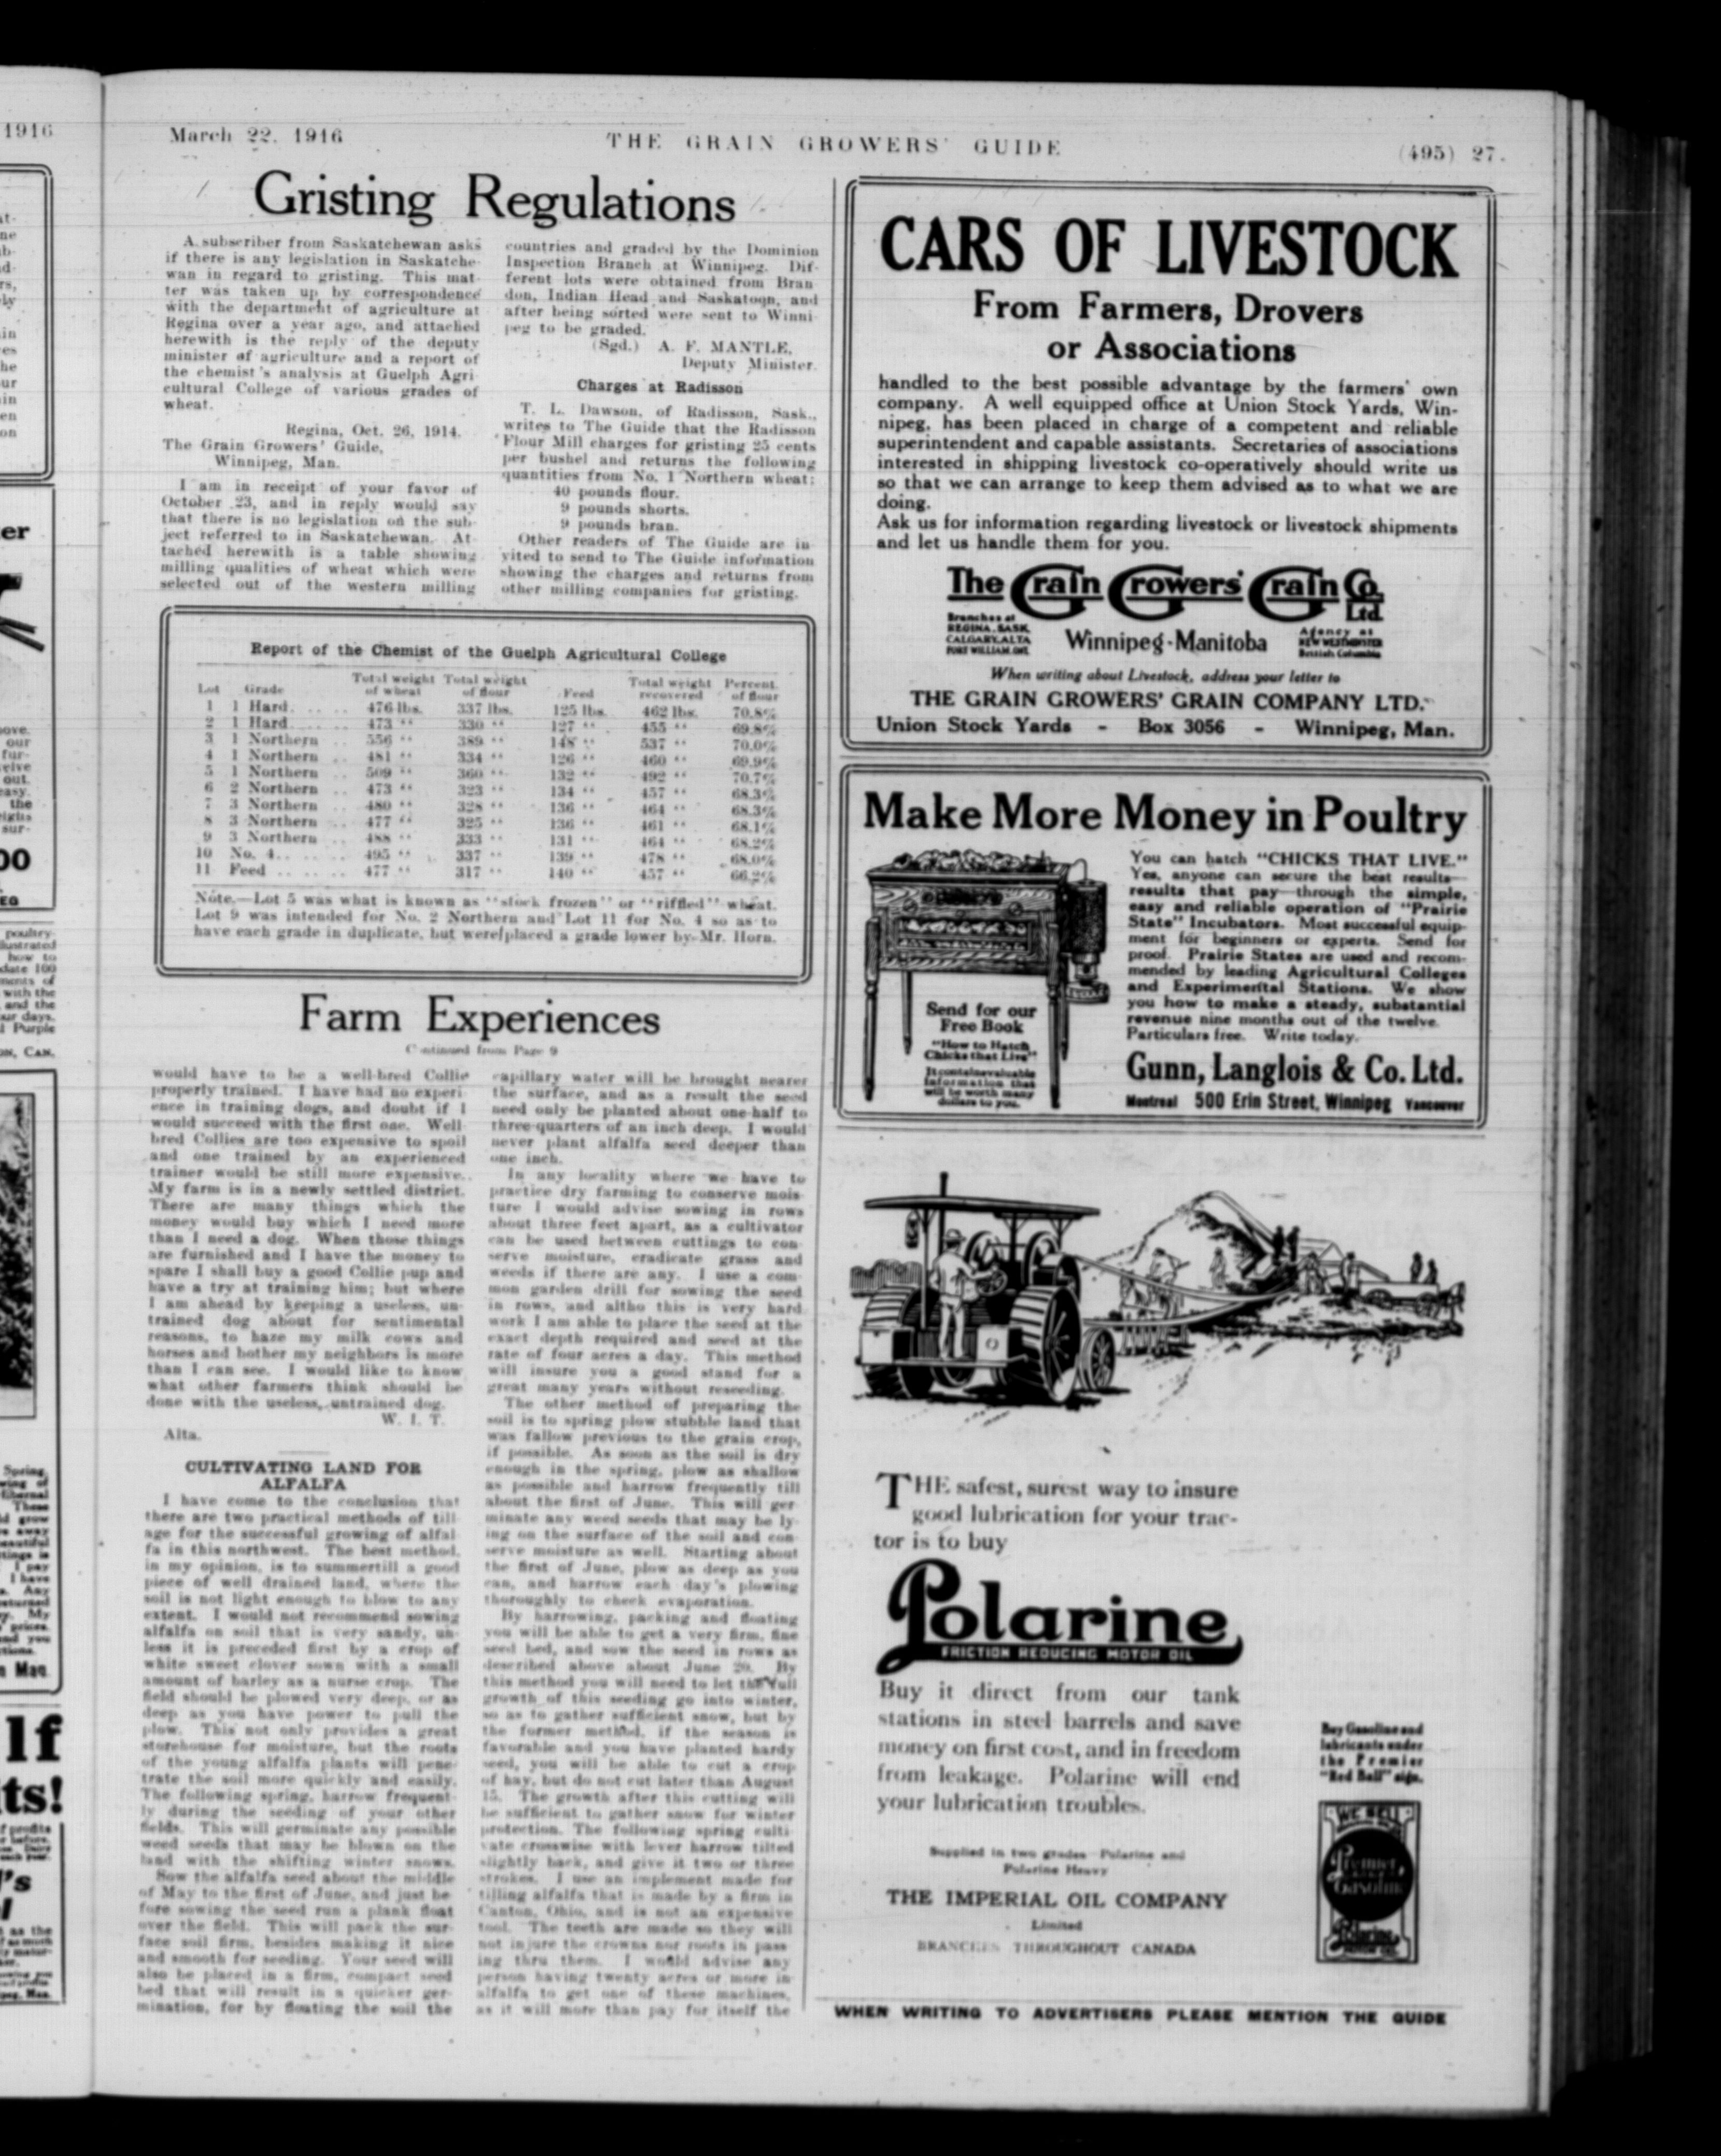 March 22, 1916
THE GRAIN GROWERS' GUIDE
(495) 27
Gristing Regulations
A subscriber from Saskatchewan asks
if there is any legislation in Saskatche-
wan in regard to gristing. This mat-
ter was taken up by correspondence
with the department of agriculture at
Regina over a year ago, and attached
herewith is the reply of the deputy
minister of agriculture and a report of
the chemist's analysis at Guelph Agri-
cultural College of various grades of
wheat.
Regina, Oct. 26, 1914.
The Grain Growers' Guide,
Winnipeg, Man.
I am in receipt of your favor of
October 23, and in reply would say
that there is no legislation on the sub-
ject referred to in Saskatchewan. At-
tached herewith is a table showing
milling qualities of wheat which were
selected out of the western milling
countries and graded by the Dominion
Inspection Branch at Winnipeg. Dif-
ferent lots were obtained from Bran-
don, Indian Head and Saskatoon, and
after being sorted were sent to Winni-
peg to be graded.
(Sgd.) A. F. MANTLE,
Deputy Minister.
Charges at Radisson
T. L. Dawson, of Radisson, Sask.,
writes to The Guide that the Radisson
Flour Mill charges for gristing 25 cents
per bushel and returns the following
quantities from No. 1 Northern wheat:
40 pounds flour.
9 pounds shorts.
9 pounds bran.
Other readers of The Guide are in-
vited to send to The Guide information
showing the charges and returns from
other milling companies for gristing.
Report of the Chemist of the Guelph Agricultural College
Lot Grade Total weight of wheat Total weight of flour Feed Total weight recovered Percent. of flour
1 1 Hard 476 lbs. 337 lbs. 125 lbs. 462 lbs. 70.8%
2 1 Hard 473 " 330 " 127 " 455 " 69.8%
3 1 Northern 556 " 389 " 148 " 537 " 70.0%
4 1 Northern 481 " 334 " 126 " 460 " 69.9%
5 1 Northern 509 " 360 " 132 " 492 " 70.7%
6 2 Northern 473 " 323 " 134 " 457 " 68.3%
7 3 Northern 480 " 328 " 136 " 464 " 68.3%
8 3 Northern 477 " 325 " 136 " 461 " 68.1%
9 3 Northern 488 " 333 " 131 " 464 " 68.2%
10 No. 4 495 " 337 " 139 " 478 " 68.0%
11 Feed 477 " 317 " 140 " 457 " 66.2%
Note.—Lot 5 was what is known as "stock frozen" or "riffled" wheat.
Lot 9 was intended for No. 2 Northern and Lot 11 for No. 4 so as to
have each grade in duplicate, but were placed a grade lower by Mr. Horn.
Farm Experiences
Continued from Page 9
would have to be a well-bred Collie
properly trained. I have had no experi-
ence in training dogs, and doubt if I
would succeed with the first one. Well
bred Collies are too expensive to spoil
and one trained by an experienced
trainer would be still more expensive.
My farm is in a newly settled district.
There are many things which the
money would buy which I need more
than I need a dog. When those things
are furnished and I have the money to
spare I shall buy a good Collie pup and
have a try at training him; but where
I am ahead by keeping a useless, un-
trained dog about for sentimental
reasons, to haze my milk cows and
horses and bother my neighbors is more
than I can see. I would like to know
what other farmers think should be
done with the useless, untrained dog.
W. I. T.
Alta.
CULTIVATING LAND FOR
ALFALFA
I have come to the conclusion that
there are two practical methods of till-
age for the successful growing of alfal-
fa in this northwest. The best method,
in my opinion, is to summertill a good
piece of well drained land, where the
soil is not light enough to blow to any
extent. I would not recommend sowing
alfalfa on soil that is very sandy, un-
less it is preceded first by a crop of
white sweet clover sown with a small
amount of barley as a nurse crop. The
field should be plowed very deep, or as
deep as you have power to pull the
plow. This not only provides a great
storehouse for moisture, but the roots
of the young alfalfa plants will pene-
trate the soil more quickly and easily.
The following spring, harrow frequent-
ly during the seeding of your other
fields. This will germinate any possible
weed seeds that may be blown on the
land with the shifting winter snows.
Sow the alfalfa seed about the middle
of May to the first of June, and just be-
fore sowing the seed run a plank float
over the field. This will pack the sur-
face soil firm, besides making it nice
and smooth for seeding. Your seed will
also be placed in a firm, compact seed
bed that will result in a quicker ger-
mination, for by floating the soil the
capillary water will be brought nearer
the surface, and as a result the seed
need only be planted about one-half to
three-quarters of an inch deep. I would
never plant alfalfa seed deeper than
one inch.
In any locality where we have to
practice dry farming to conserve mois-
ture I would advise sowing in rows
about three feet apart, as a cultivator
can be used between cuttings to con-
serve moisture, eradicate grass and
weeds if there are any. I use a com-
mon garden drill for sowing the seed
in rows, and altho this is very hard
work I am able to place the seed at the
exact depth required and seed at the
rate of four acres a day. This method
will insure you a good stand for a
great many years without reseeding.
The other method of preparing the
soil is to spring plow stubble land that
was fallow previous to the grain crop,
if possible. As soon as the soil is dry
enough in the spring, plow as shallow
as possible and harrow frequently till
about the first of June. This will ger-
minate any weed seeds that may be ly-
ing on the surface of the soil and con-
serve moisture as well. Starting about
the first of June, plow as deep as you
can, and harrow each day's plowing
thoroughly to check evaporation.
By harrowing, packing and floating
you will be able to get a very firm, fine
seed bed, and sow the seed in rows as
described above about June 20. By
this method you will need to let the full
growth of this seeding go into winter,
so as to gather sufficient snow, but by
the former method, if the season is
favorable and you have planted hardy
seed, you will be able to cut a crop
of hay, but do not cut later than August
15. The growth after this cutting will
be sufficient to gather snow for winter
protection. The following spring culti-
vate crosswise with lever harrow tilted
slightly back, and give it two or three
strokes. I use an implement made for
tilling alfalfa that is made by a firm in
Canton, Ohio, and is not an expensive
tool. The teeth are made so they will
not injure the crowns nor roots in pass-
ing thru them. I would advise any
person having twenty acres or more in
alfalfa to get one of these machines,
as it will more than pay for itself the
CARS OF LIVESTOCK
From Farmers, Drovers
or Associations
handled to the best possible advantage by the farmers' own
company. A well equipped office at Union Stock Yards, Win-
nipeg, has been placed in charge of a competent and reliable
superintendent and capable assistants. Secretaries of associations
interested in shipping livestock co-operatively should write us
so that we can arrange to keep them advised as to what we are
doing.
Ask us for information regarding livestock or livestock shipments
and let us handle them for you.
The Grain Growers' Grain Co. Ltd.
Branches at
REGINA, SASK.
CALGARY, ALTA
FORT WILLIAM, ONT.
Winnipeg-Manitoba
Agency at
NEW WESTMINSTER
British Columbia
When writing about Livestock, address your letter to
THE GRAIN GROWERS' GRAIN COMPANY LTD.
Union Stock Yards - Box 3056 - Winnipeg, Man.
Make More Money in Poultry
You can hatch "CHICKS THAT LIVE."
Yes, anyone can secure the best results—
results that pay—through the simple,
easy and reliable operation of "Prairie
State" Incubators. Most successful equip-
ment for beginners or experts. Send for
proof. Prairie States are used and recom-
mended by leading Agricultural Colleges
and Experimental Stations. We show
you how to make a steady, substantial
revenue nine months out of the twelve.
Particulars free. Write today.
Send for our
Free Book
"How to Hatch
Chicks that Live"
It contains valuable
information that
will be worth many
dollars to you.
Gunn, Langlois & Co. Ltd.
Montreal 500 Erin Street, Winnipeg Vancouver
THE safest, surest way to insure
good lubrication for your trac-
tor is to buy
Polarine
FRICTION REDUCING MOTOR OIL
Buy it direct from our tank
stations in steel barrels and save
money on first cost, and in freedom
from leakage. Polarine will end
your lubrication troubles.
Supplied in two grades—Polarine and
Polarine Heavy
THE IMPERIAL OIL COMPANY
Limited
BRANCHES THROUGHOUT CANADA
Buy Gasoline and
lubricants under
the Premier
"Red Ball" sign.
WE SELL
Premier
Gasoline
Polarine
MOTOR OIL
WHEN WRITING TO ADVERTISERS PLEASE MENTION THE GUIDE